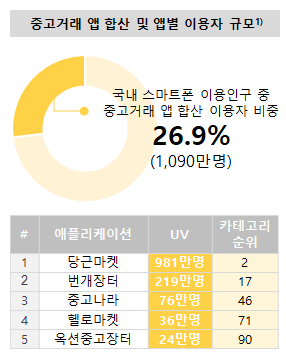 중고거래 앱 합산 및 앱별 이용자 규모1)
국내 스마트폰 이용인구 중
중고거래 앱 합산 이용자 비중
26.9%
(1,090만명)
# 애플리케이션 UV 카테고리 순위
1 당근마켓 981만명 2
2 번개장터 219만명 17
3 중고나라 76만명 46
4 헬로마켓 36만명 71
5 옥션중고장터 24만명 90